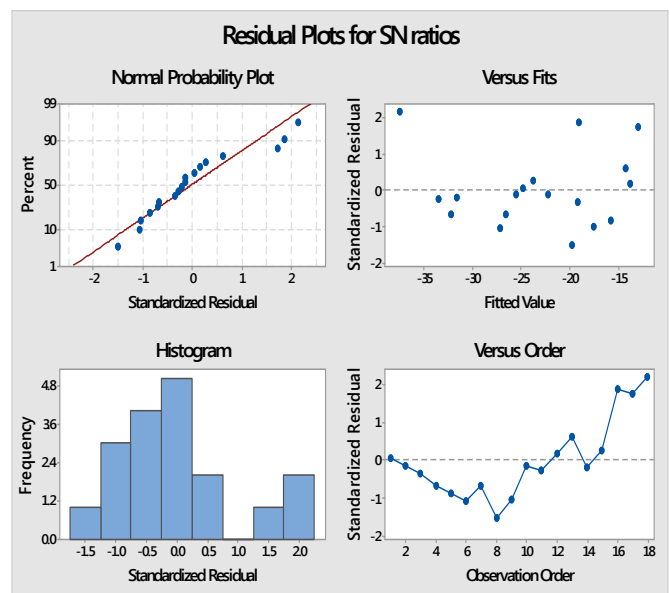 Residual Plots for SN ratios
Normal Probability Plot
99
90
50
10
1
Percent
-2 -1 0 1 2
Standardized Residual
Versus Fits
2
1
0
-1
-2
Standardized Residual
-35 -30 -25 -20 -15
Fitted Value
Histogram
4.8
3.6
2.4
1.2
0.0
Frequency
-1.5 -1.0 -0.5 0.0 0.5 1.0 1.5 2.0
Standardized Residual
Versus Order
2
1
0
-1
-2
Standardized Residual
2 4 6 8 10 12 14 16 18
Observation Order